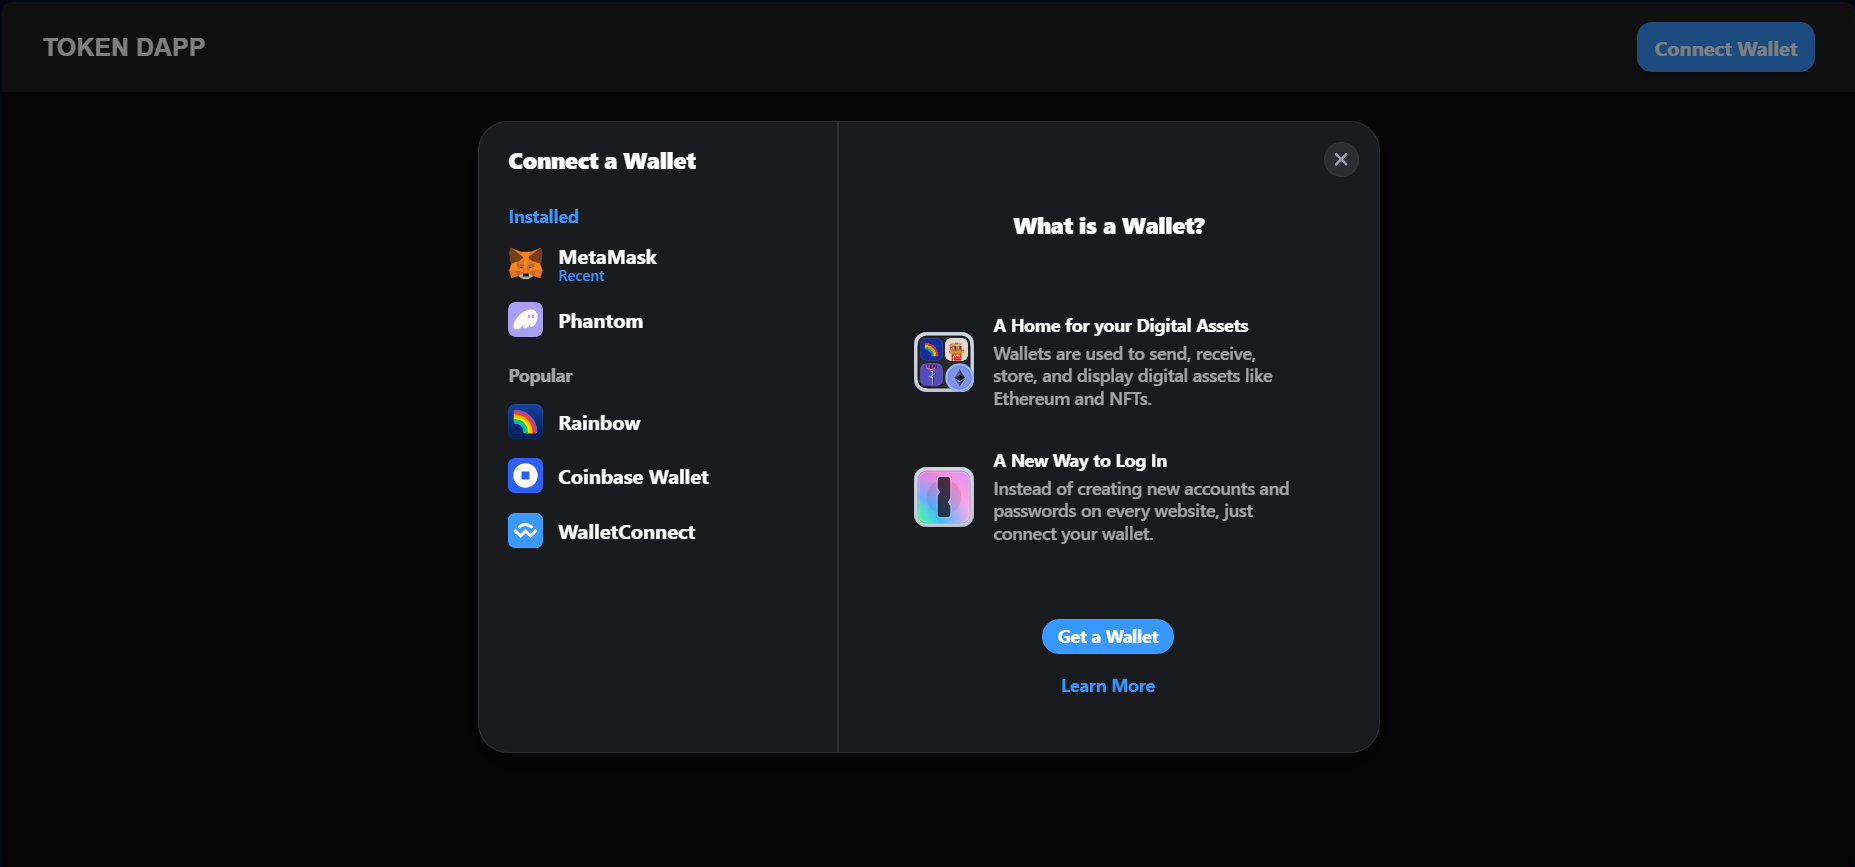 TOKEN DAPP
Connect Wallet
Connect a Wallet
Installed
MetaMask
Recent
Phantom
Popular
Rainbow
Coinbase Wallet
WalletConnect
What is a Wallet?
A Home for your Digital Assets
Wallets are used to send, receive,
store, and display digital assets like
Ethereum and NFTs.
A New Way to Log In
Instead of creating new accounts and
passwords on every website, just
connect your wallet.
Get a Wallet
Learn More